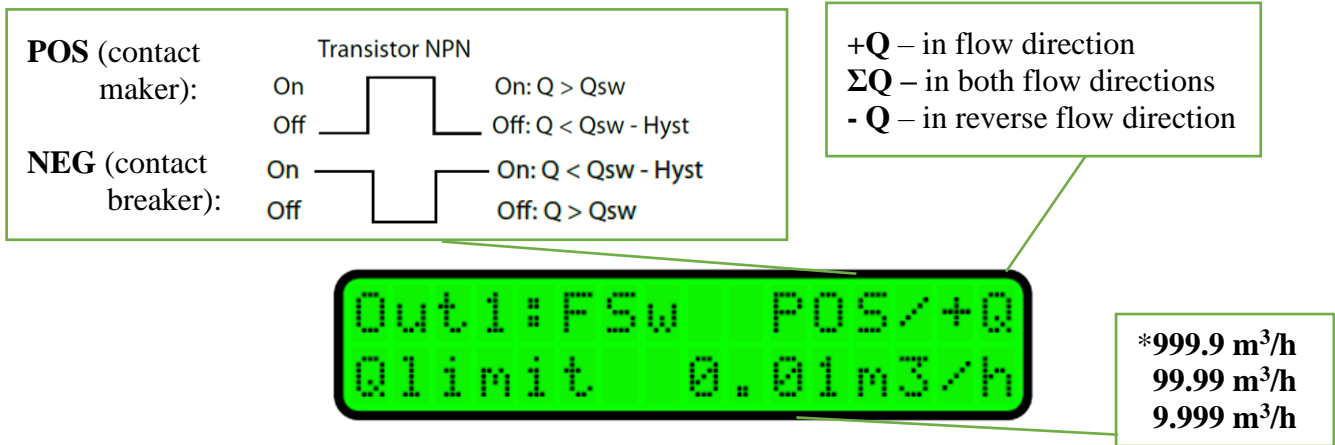 POS (contact
maker):
Transistor NPN
On
On: Q > Qsw
Off
Off: Q < Qsw - Hyst
NEG (contact
breaker):
On
On: Q < Qsw - Hyst
Off
Off: Q > Qsw
+Q – in flow direction
ΣQ – in both flow directions
- Q – in reverse flow direction
Out1:FSw POS/+Q
Qlimit 0.01m3/h
*999.9 m³/h
99.99 m³/h
9.999 m³/h